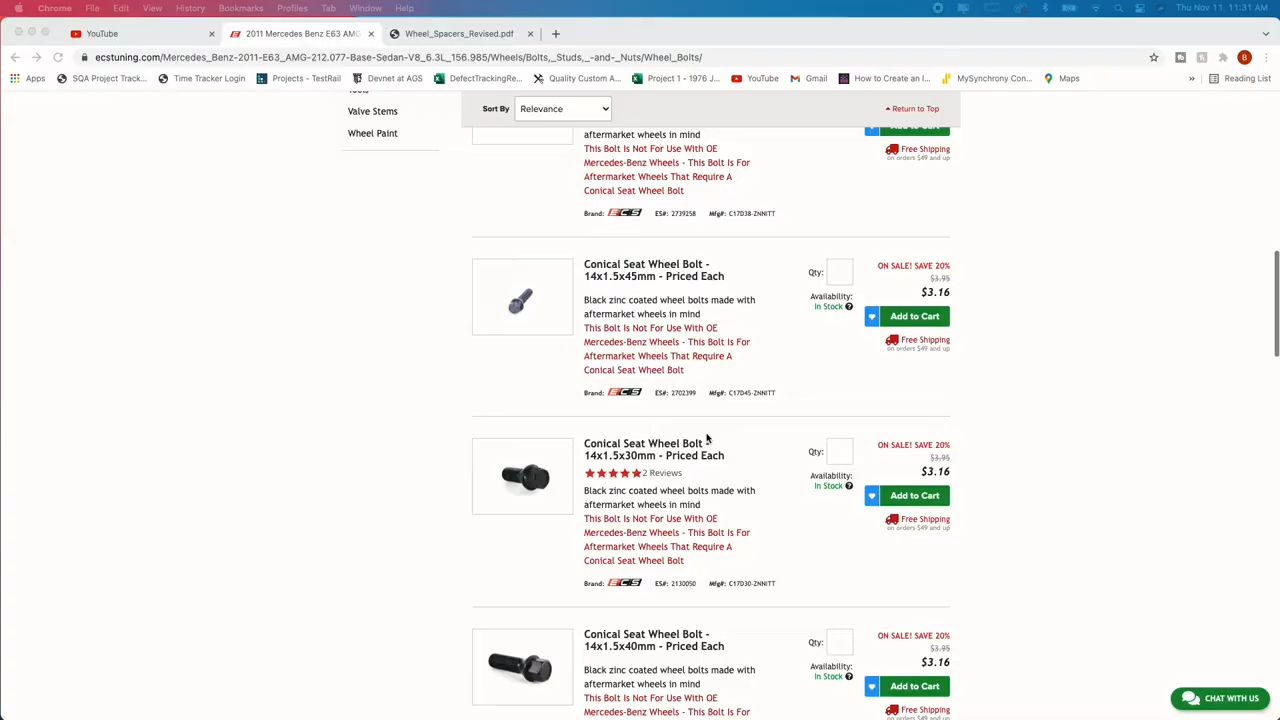 Chrome File Edit View History Bookmarks Profiles Tab Window Help
Thu Nov 11 11:31 AM
YouTube
2011 Mercedes Benz E63 AMG
Wheel_Spacers_Revised.pdf
ecstuning.com/Mercedes_Benz-2011-E63_AMG-212.077-Base-Sedan-V8_6.3L_156.985/Wheels/Bolts,_Studs,_-and-_Nuts/Wheel_Bolts/
B
Apps SQA Project Track... Time Tracker Login Projects - TestRail Devnet at AGS DefectTrackingRe... Quality Custom A... Project 1 - 1976 J... YouTube Gmail How to Create an I... MySynchrony Con... Maps » Reading List
Tools
Valve Stems
Wheel Paint
Sort By Relevance
Return to Top
aftermarket wheels in mind
This Bolt Is Not For Use With OE
Mercedes-Benz Wheels - This Bolt Is For
Aftermarket Wheels That Require A
Conical Seat Wheel Bolt
Brand: ECS ES#: 2739258 Mfg#: C17D38-ZNNITT
Add to Cart
Free Shipping
on orders $49 and up
Conical Seat Wheel Bolt -
14x1.5x45mm - Priced Each
Black zinc coated wheel bolts made with
aftermarket wheels in mind
This Bolt Is Not For Use With OE
Mercedes-Benz Wheels - This Bolt Is For
Aftermarket Wheels That Require A
Conical Seat Wheel Bolt
Brand: ECS ES#: 2702399 Mfg#: C17D45-ZNNITT
Qty:
Availability:
In Stock
ON SALE! SAVE 20%
$3.95
$3.16
Add to Cart
Free Shipping
on orders $49 and up
Conical Seat Wheel Bolt -
14x1.5x30mm - Priced Each
2 Reviews
Black zinc coated wheel bolts made with
aftermarket wheels in mind
This Bolt Is Not For Use With OE
Mercedes-Benz Wheels - This Bolt Is For
Aftermarket Wheels That Require A
Conical Seat Wheel Bolt
Brand: ECS ES#: 2130050 Mfg#: C17D30-ZNNITT
Qty:
Availability:
In Stock
ON SALE! SAVE 20%
$3.95
$3.16
Add to Cart
Free Shipping
on orders $49 and up
Conical Seat Wheel Bolt -
14x1.5x40mm - Priced Each
Black zinc coated wheel bolts made with
aftermarket wheels in mind
This Bolt Is Not For Use With OE
Mercedes-Benz Wheels - This Bolt Is For
Qty:
Availability:
In Stock
ON SALE! SAVE 20%
$3.95
$3.16
Add to Cart
Free Shipping
on orders $49 and up
CHAT WITH US